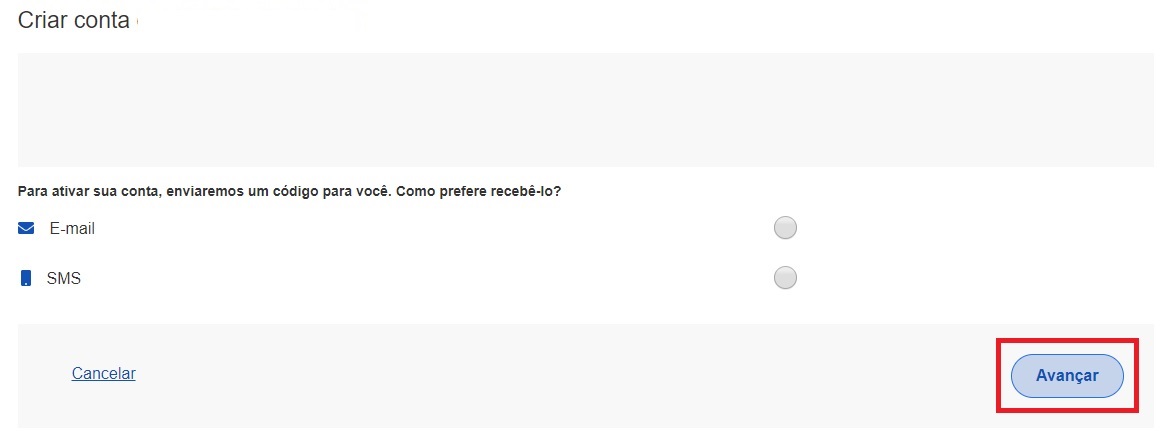 Criar conta
Para ativar sua conta, enviaremos um código para você. Como prefere recebê-lo?
E-mail
SMS
Cancelar
Avançar